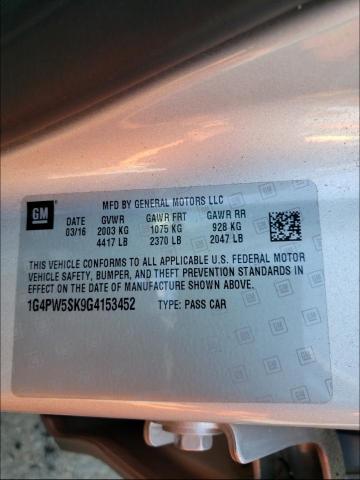 GM
MFD BY GENERAL MOTORS LLC
DATE GVWR GAWR FRT GAWR RR
03/16 2003 KG 1075 KG 928 KG
4417 LB 2370 LB 2047 LB
THIS VEHICLE CONFORMS TO ALL APPLICABLE U.S. FEDERAL MOTOR
VEHICLE SAFETY, BUMPER, AND THEFT PREVENTION STANDARDS IN
EFFECT ON THE DATE OF MANUFACTURE SHOWN ABOVE.
1G4PW5SK9G4153452 TYPE: PASS CAR